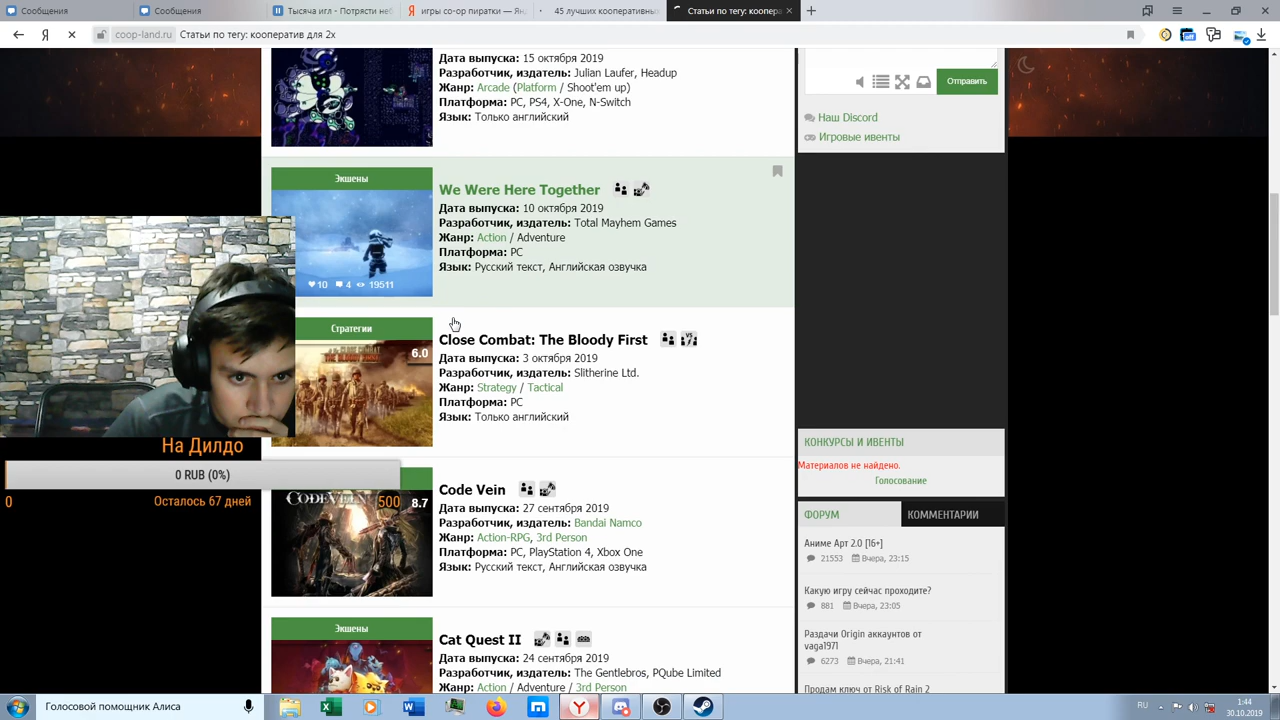 Сообщения
Сообщения
Тысяча игл - Потрясти неб
игры co-op игры — Янд
45 лучших кооперативны
Статьи по тегу: коопера
coop-land.ru
Статьи по тегу: кооператив для 2х
Дата выпуска: 15 октября 2019
Разработчик, издатель: Julian Laufer, Headup
Жанр: Arcade (Platform / Shoot'em up)
Платформа: PC, PS4, X-One, N-Switch
Язык: Только английский
Экшены
10 4 19511
We Were Here Together
Дата выпуска: 10 октября 2019
Разработчик, издатель: Total Mayhem Games
Жанр: Action / Adventure
Платформа: PC
Язык: Русский текст, Английская озвучка
Стратегии
6.0
Close Combat: The Bloody First
Дата выпуска: 3 октября 2019
Разработчик, издатель: Slitherine Ltd.
Жанр: Strategy / Tactical
Платформа: PC
Язык: Только английский
8.7
CODE VEIN
Code Vein
Дата выпуска: 27 сентября 2019
Разработчик, издатель: Bandai Namco
Жанр: Action-RPG, 3rd Person
Платформа: PC, PlayStation 4, Xbox One
Язык: Русский текст, Английская озвучка
Экшены
Cat Quest II
Дата выпуска: 24 сентября 2019
Разработчик, издатель: The Gentlebros, PQube Limited
Жанр: Action / Adventure / 3rd Person
На Дилдо
0 RUB (0%)
0
Осталось 67 дней
500
Отправить
Наш Discord
Игровые ивенты
КОНКУРСЫ И ИВЕНТЫ
Материалов не найдено.
Голосование
ФОРУМ
КОММЕНТАРИИ
Аниме Арт 2.0 [16+]
21553 Вчера, 23:15
Какую игру сейчас проходите?
881 Вчера, 23:05
Раздачи Origin аккаунтов от
vaga1971
6273 Вчера, 21:41
Продам ключ от Risk of Rain 2
Голосовой помощник Алиса
RU
1:44
30.10.2019